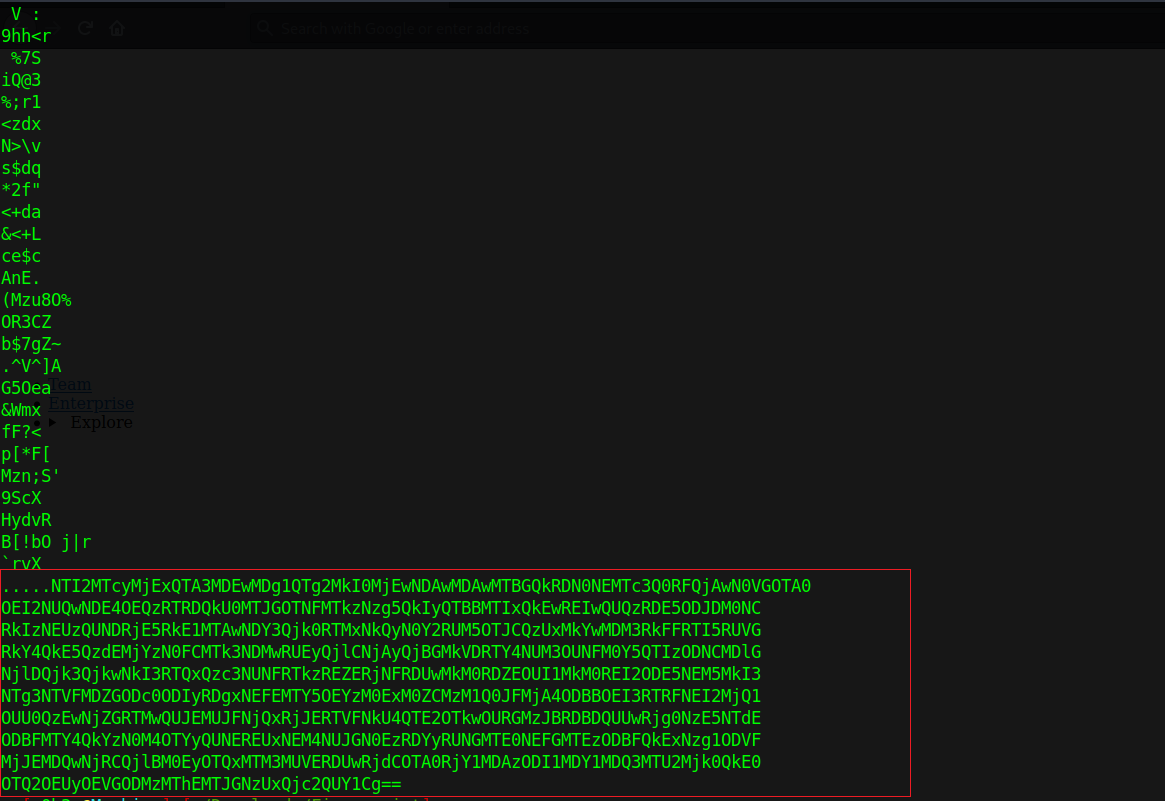 V :
9hh<r
Search with Google or enter address
%7S
iQ@3
%;r1
<zdx
N>\v
s$dq
*2f"
<+da
&<+L
ce$c
AnE.
(Mzu8O%
OR3CZ
b$7gZ~
.^V^]A
Team
G5Oea
Enterprise
&Wmx
Explore
fF?<
p[*F[
Mzn;S'
9ScX
HydvR
B[!bO j|r
`rvX
.....NTI2MTcyMjExQTA3MDEwMDg1QTg2MkI0MjEwNDAwMDAwMTBGQkRDN0NEMTc3Q0RFQjAwN0VGOTA0
OEI2NUQwNDE4OEQzRTRDQkU0MTJGOTNFMTkzNzg5QkIyQTBBMTIxQkEwREIwQUQzRDE5ODJDM0NC
RkIzNEUzQUNDRjE5RkE1MTAwNDY3Qjk0RTMxNkQyN0Y2RUM5OTJCQzUxMkYwMDM3RkFFRTI5RUVG
RkY4QkE5QzdEMjYzN0FCMTk3NDMwRUEyQjlCNjAyQjBGMkVDRTY4NUM3OUNFM0Y5QTIzODNCMDlG
NjlDQjk3QjkwNkI3RTQxQzc3NUNFRTkzREZERjNFRDUwMkM0RDZEOUI1MkM0REI2ODE5NEM5MkI3
NTg3NTVFMDZGODc0ODIyRDgxNEFEMTY5OEYzM0ExM0ZCMzM1Q0JFMjA4ODBBOEI3RTRFNEI2MjQ1
OUU0QzEwNjZGRTMwQUJEMUJFNjQxRjJERTVFNkU4QTE2OTkwOURGMzJBRDBDQUUwRjg0NzE5NTdE
ODBFMTY4QkYzN0M4OTYyQUNEREUxNEM4NUJGN0EzRDYyRUNGMTE0NEFGMTEzODBFQkExNzg1ODVF
MjJEMDQwNjRCQjlBM0EyOTQxMTM3MUVERDUwRjdCOTA0RjY1MDAzODI1MDY1MDQ3MTU2Mjk0QkE0
OTQ2OEUyOEVGODMzMThEMTJGNzUxQjc2QUY1Cg==